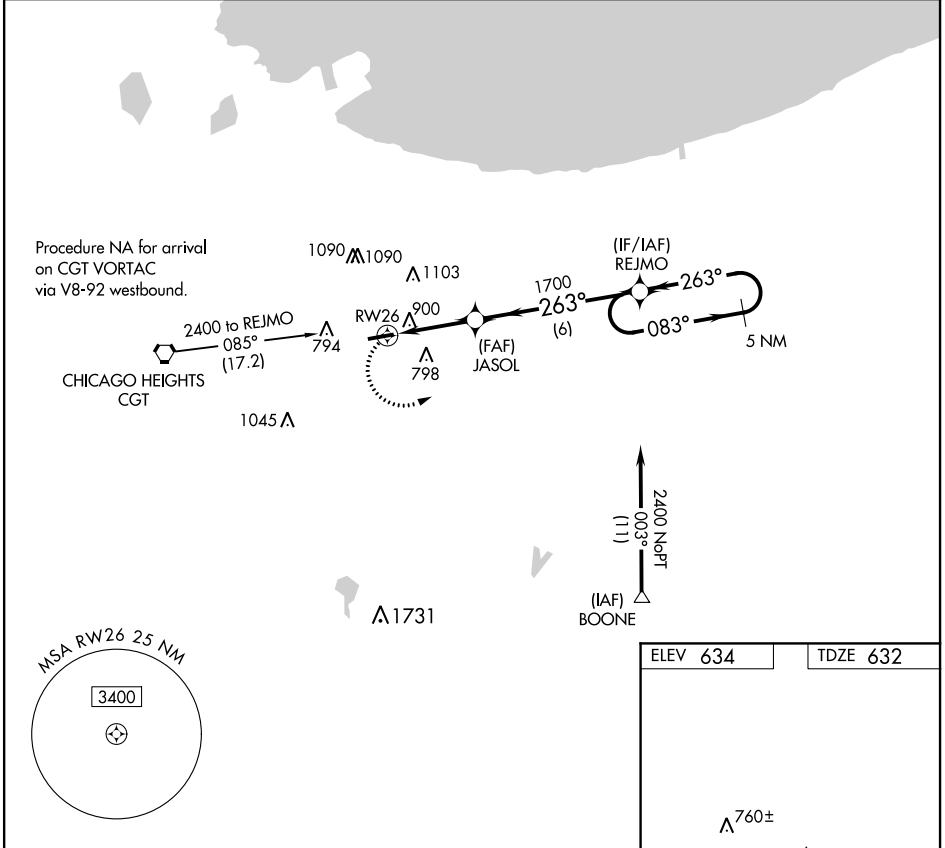 Procedure NA for arrival
on CGT VORTAC
via V8-92 westbound.
1090
1090
1103
(IF/IAF)
REJMO
1700
263°
(6)
263°
083°
5 NM
RW26
900
(FAF)
JASOL
798
2400 to REJMO
085°
(17.2)
794
CHICAGO HEIGHTS
CGT
1045
2400 NoPT
003°
(11)
(IAF)
BOONE
1731
MSA RW26 25 NM
3400
ELEV 634
TDZE 632
760±